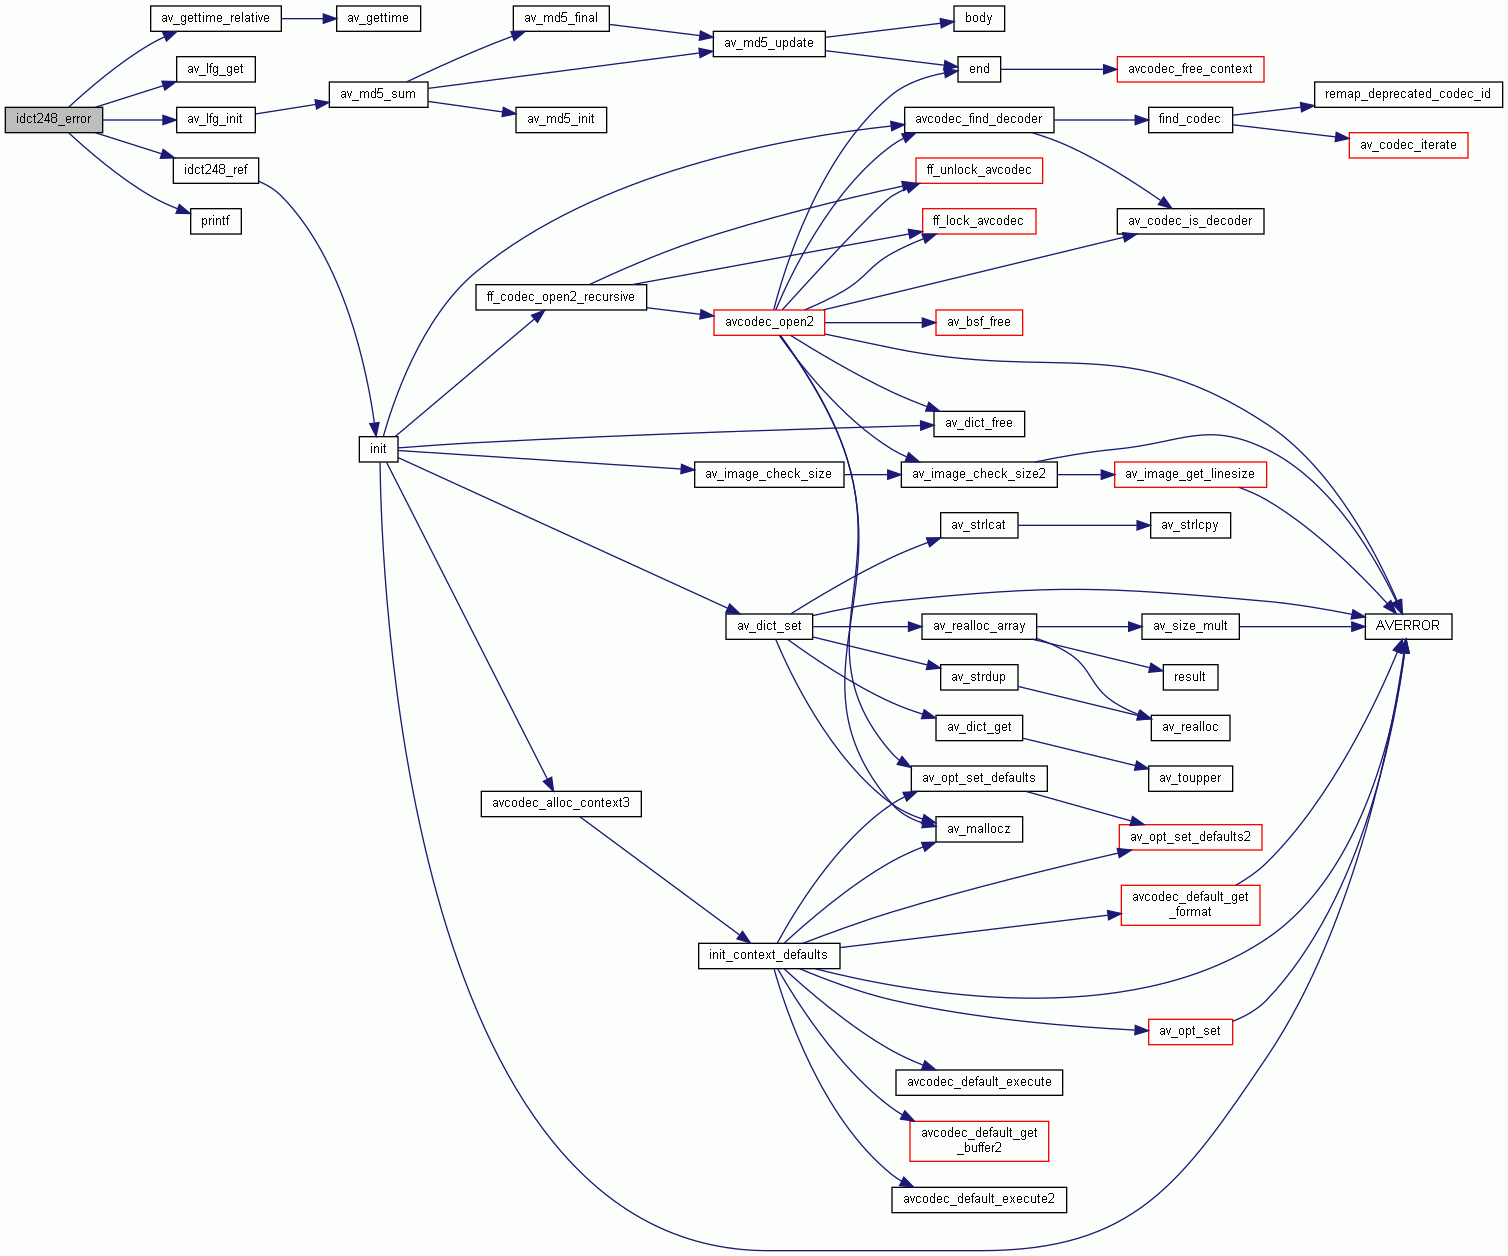 av_gettime_relative
av_gettime
av_md5_final
body
av_md5_update
av_lfg_get
end
avcodec_free_context
av_md5_sum
remap_deprecated_codec_id
idct248_error
av_lfg_init
av_md5_init
avcodec_find_decoder
find_codec
av_codec_iterate
idct248_ref
ff_unlock_avcodec
printf
ff_lock_avcodec
av_codec_is_decoder
ff_codec_open2_recursive
avcodec_open2
av_bsf_free
av_dict_free
init
av_image_check_size
av_image_check_size2
av_image_get_linesize
av_strlcat
av_strlcpy
av_dict_set
av_realloc_array
av_size_mult
AVERROR
av_strdup
result
av_dict_get
av_realloc
av_opt_set_defaults
av_toupper
avcodec_alloc_context3
av_mallocz
av_opt_set_defaults2
avcodec_default_get
_format
init_context_defaults
av_opt_set
avcodec_default_execute
avcodec_default_get
_buffer2
avcodec_default_execute2